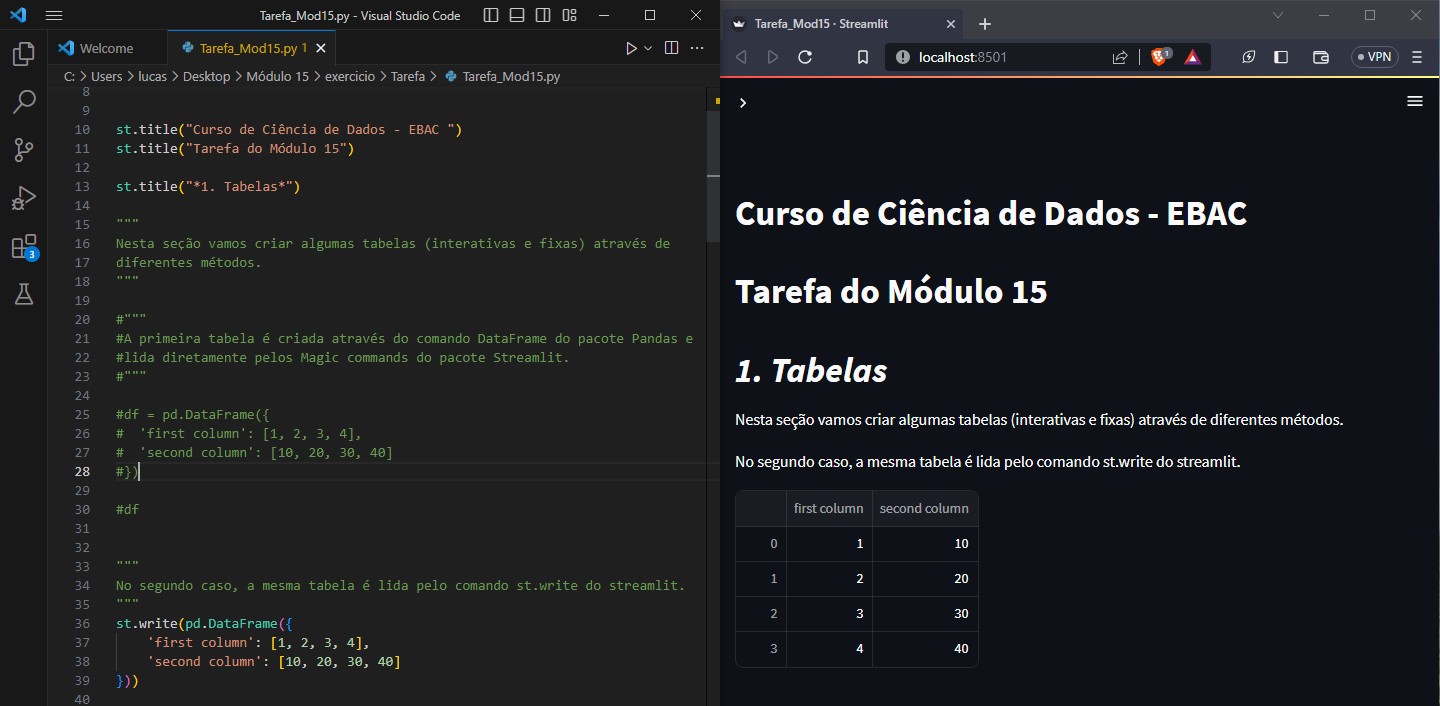 Tarefa_Mod15.py - Visual Studio Code
Welcome
Tarefa_Mod15.py 1
C: > Users > lucas > Desktop > Módulo 15 > exercicio > Tarefa > Tarefa_Mod15.py
3
8
9
10 st.title("Curso de Ciência de Dados - EBAC ")
11 st.title("Tarefa do Módulo 15")
12
13 st.title("*1. Tabelas*")
14
15 """
16 Nesta seção vamos criar algumas tabelas (interativas e fixas) através de
17 diferentes métodos.
18 """
19
20 #"""
21 #A primeira tabela é criada através do comando DataFrame do pacote Pandas e
22 #lida diretamente pelos Magic commands do pacote Streamlit.
23 #"""
24
25 #df = pd.DataFrame({
26 #  'first column': [1, 2, 3, 4],
27 #  'second column': [10, 20, 30, 40]
28 #})
29
30 #df
31
32
33 """
34 No segundo caso, a mesma tabela é lida pelo comando st.write do streamlit.
35 """
36 st.write(pd.DataFrame({
37     'first column': [1, 2, 3, 4],
38     'second column': [10, 20, 30, 40]
39 }))
40
Tarefa_Mod15 · Streamlit
localhost:8501
1
VPN
Curso de Ciência de Dados - EBAC
Tarefa do Módulo 15
1. Tabelas
Nesta seção vamos criar algumas tabelas (interativas e fixas) através de diferentes métodos.
No segundo caso, a mesma tabela é lida pelo comando st.write do streamlit.
first column second column
0 1 10
1 2 20
2 3 30
3 4 40